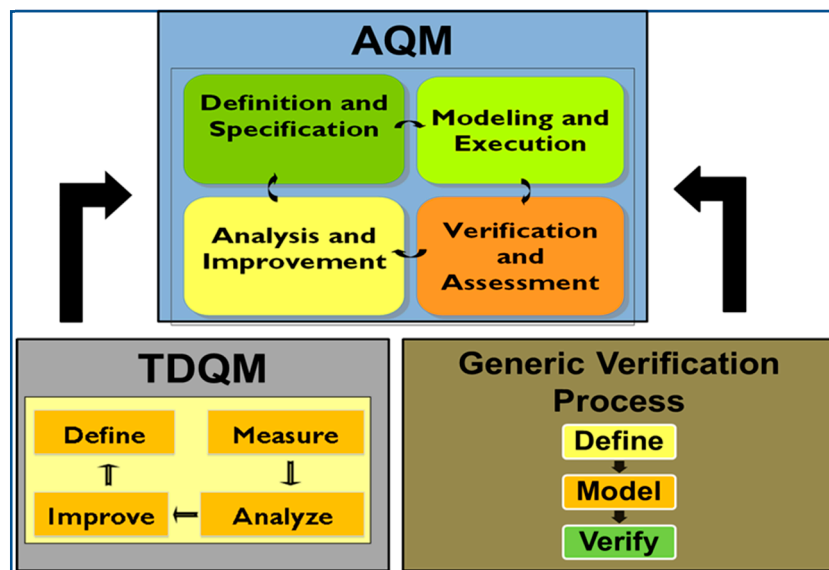 AQM
Definition and
Specification
Modeling and
Execution
Analysis and
Improvement
Verification
and
Assessment
TDQM
Define
Measure
Improve
Analyze
Generic Verification
Process
Define
Model
Verify